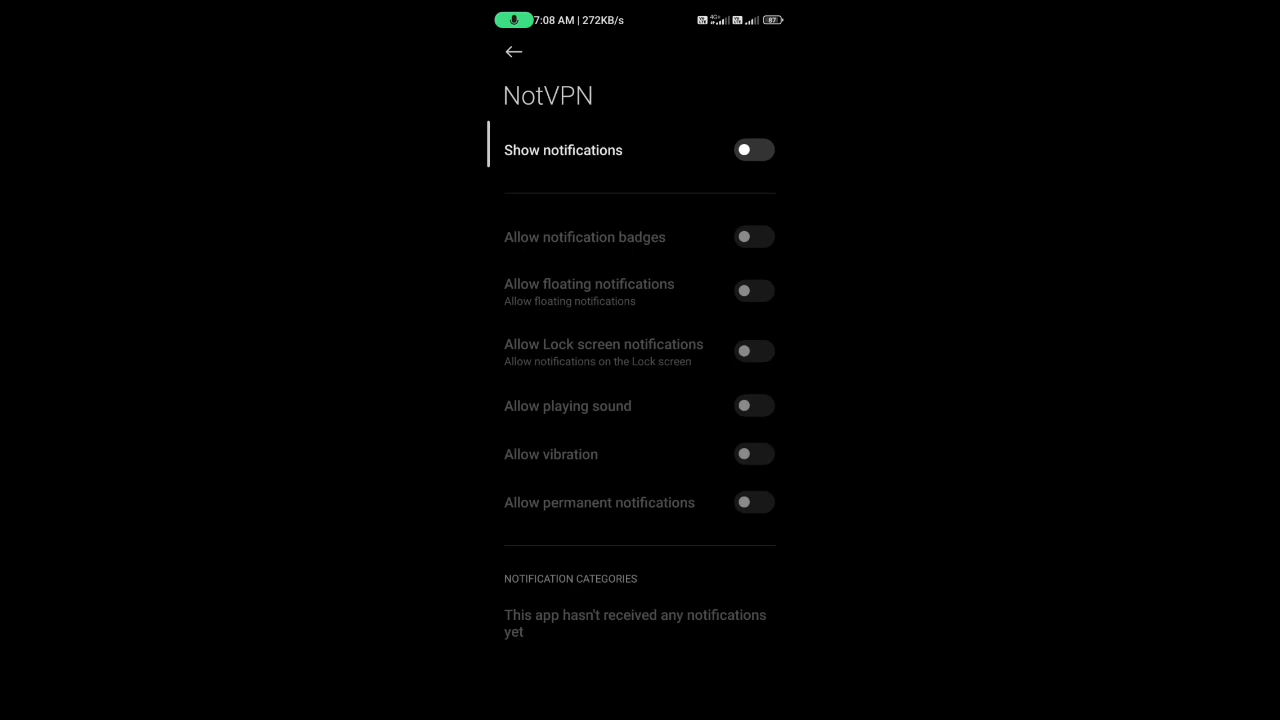 7:08 AM | 272KB/s 4G+ 87
NotVPN
Show notifications
Allow notification badges
Allow floating notifications
Allow floating notifications
Allow Lock screen notifications
Allow notifications on the Lock screen
Allow playing sound
Allow vibration
Allow permanent notifications
NOTIFICATION CATEGORIES
This app hasn't received any notifications
yet